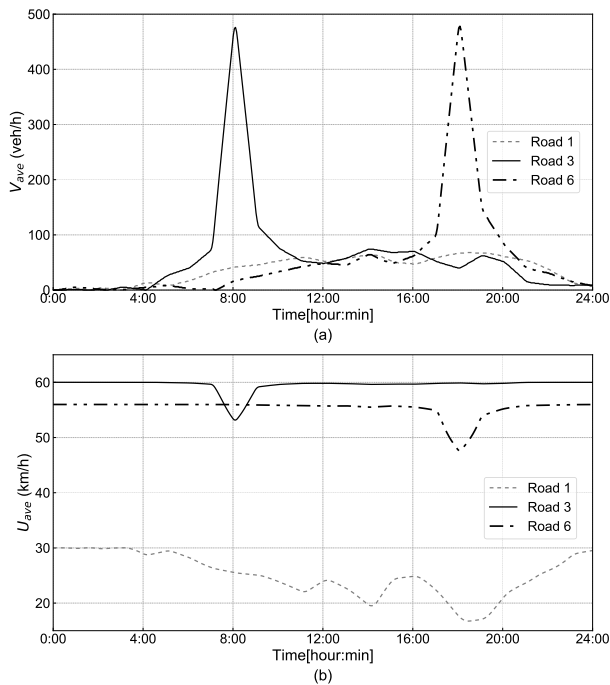 500
400
300
200
100
0
V_ave (veh/h)
Road 1
Road 3
Road 6
0:00 4:00 8:00 12:00 16:00 20:00 24:00
Time[hour:min]
(a)
60
50
40
30
20
U_ave (km/h)
Road 1
Road 3
Road 6
0:00 4:00 8:00 12:00 16:00 20:00 24:00
Time[hour:min]
(b)